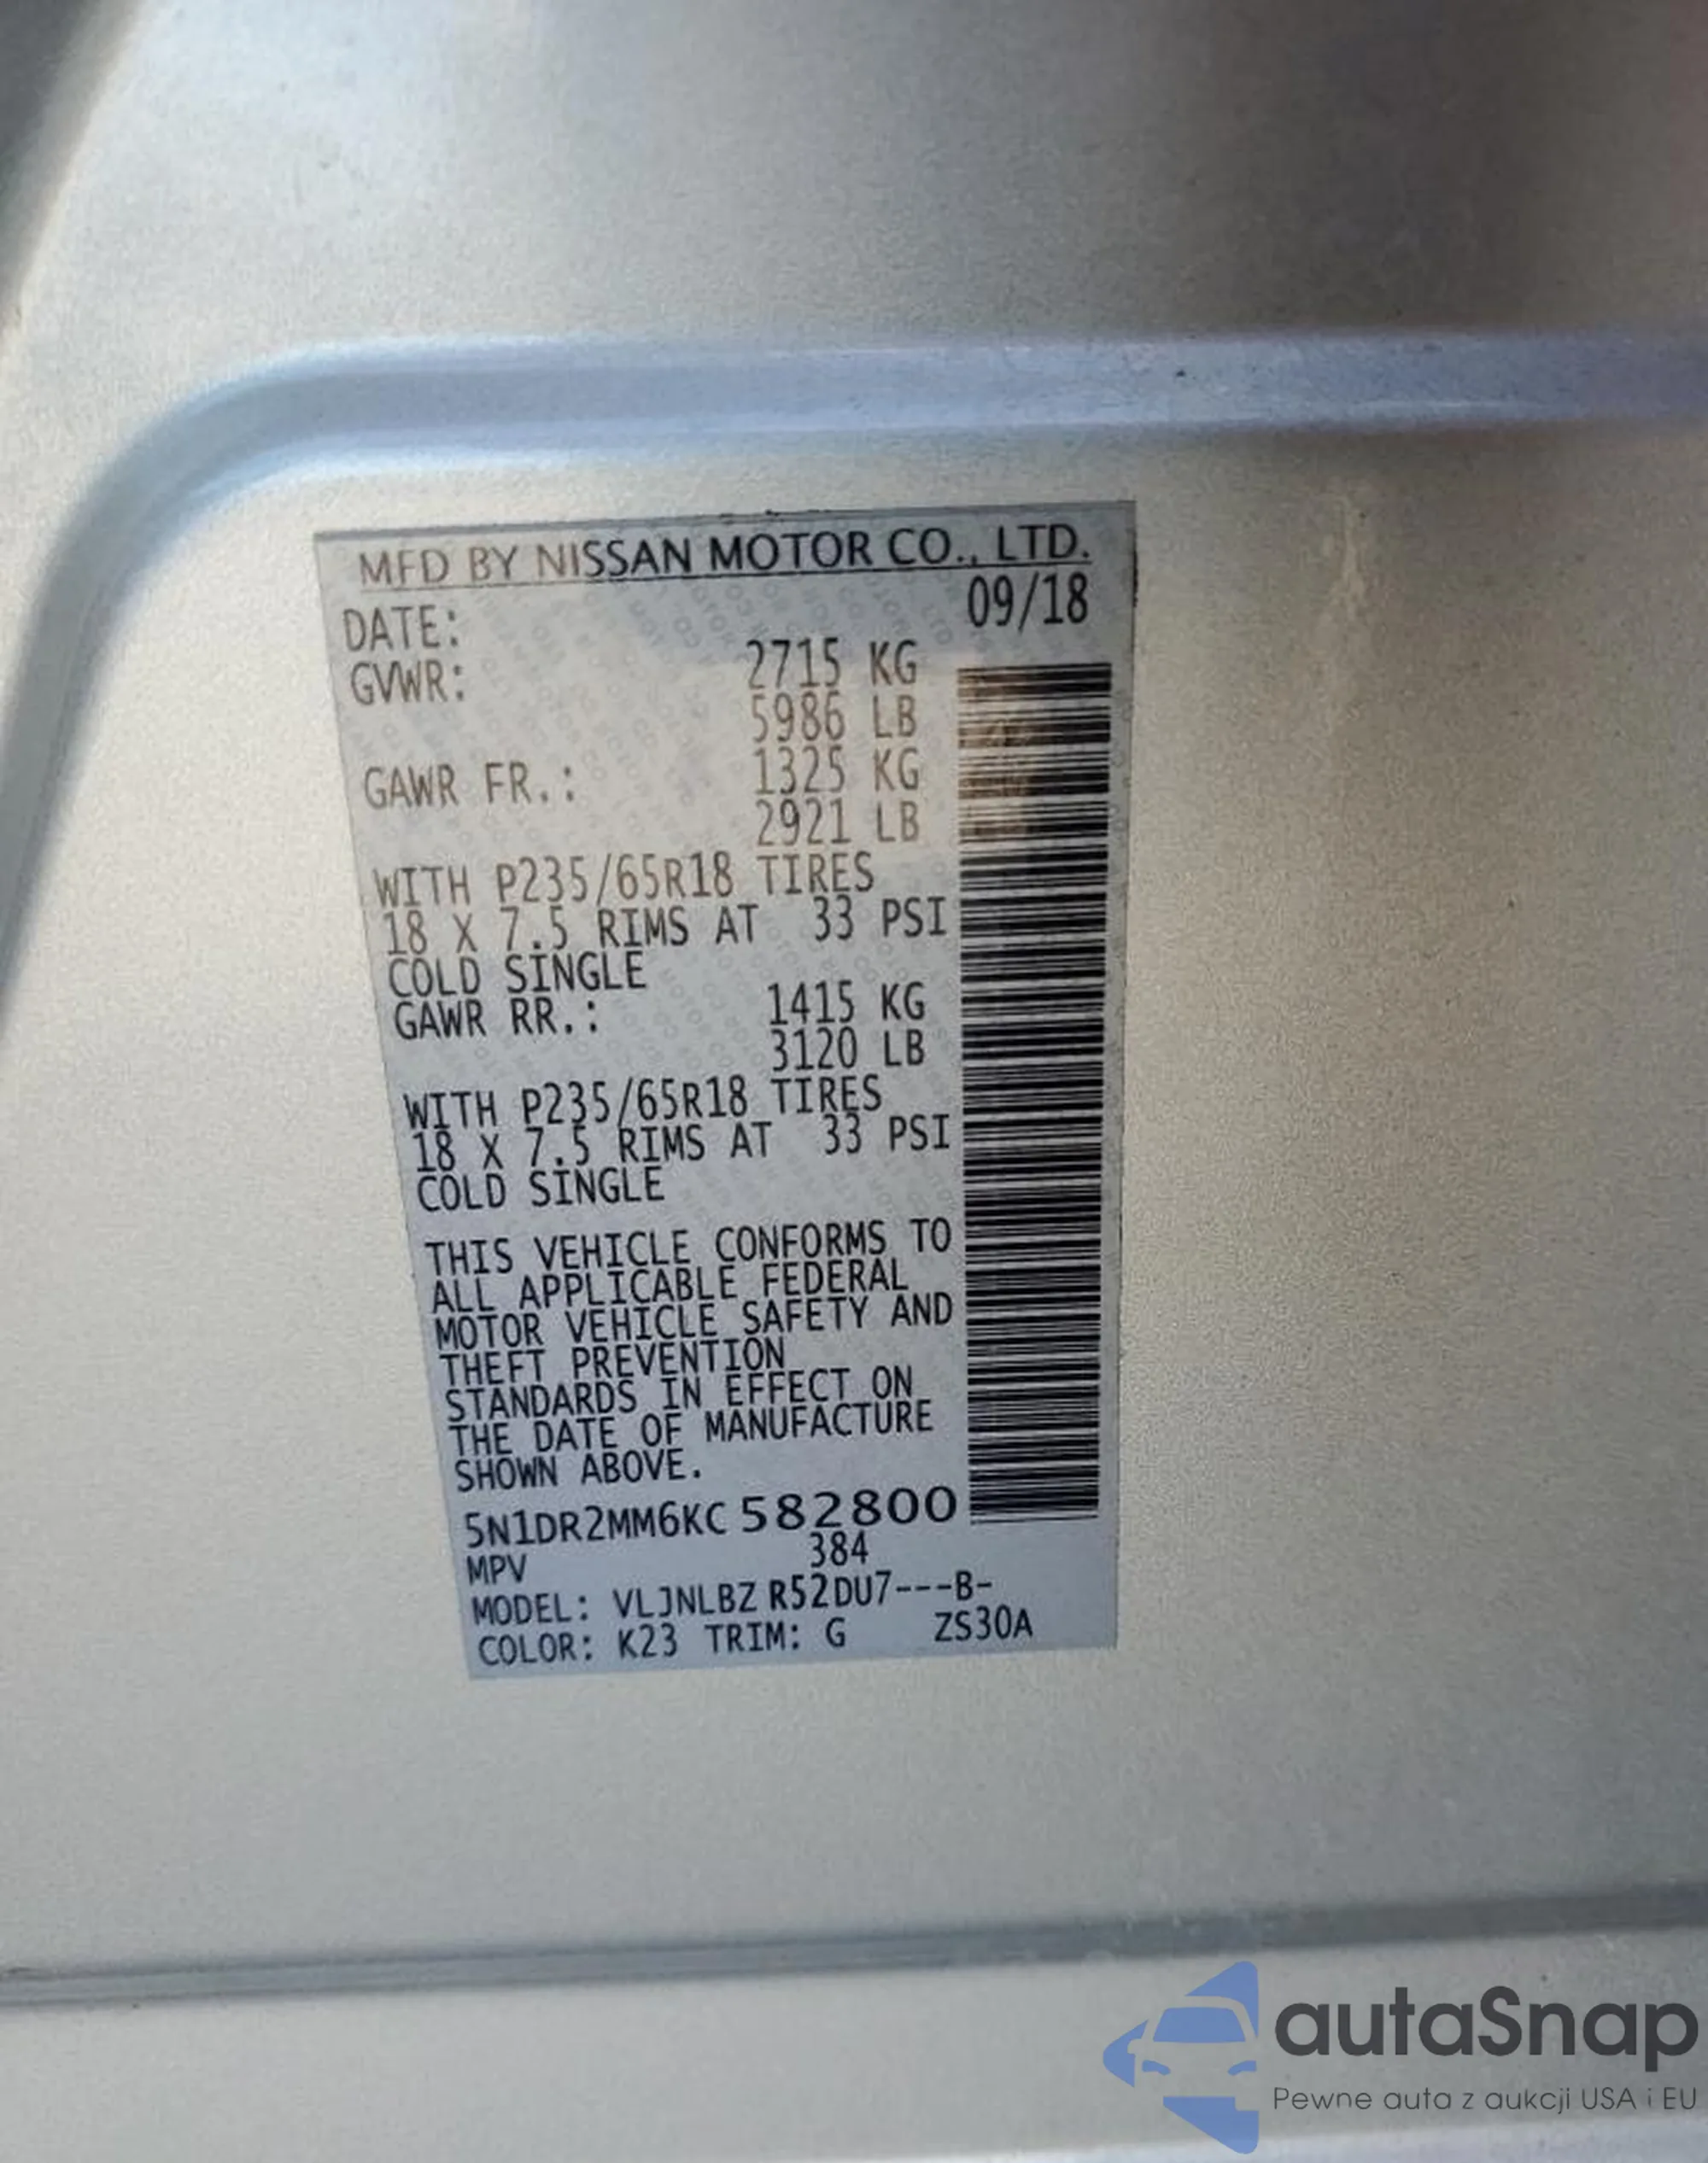 MFD BY NISSAN MOTOR CO., LTD.
DATE: 09/18
GVWR: 2715 KG
5986 LB
GAWR FR.: 1325 KG
2921 LB
WITH P235/65R18 TIRES
18 X 7.5 RIMS AT 33 PSI
COLD SINGLE
GAWR RR.: 1415 KG
3120 LB
WITH P235/65R18 TIRES
18 X 7.5 RIMS AT 33 PSI
COLD SINGLE
THIS VEHICLE CONFORMS TO
ALL APPLICABLE FEDERAL
MOTOR VEHICLE SAFETY AND
THEFT PREVENTION
STANDARDS IN EFFECT ON
THE DATE OF MANUFACTURE
SHOWN ABOVE.
5N1DR2MM6KC 582800
MPV 384
MODEL: VLJNLBZ R52DU7---B-
COLOR: K23 TRIM: G ZS30A
autaSnap
Pewne auta z aukcji USA i EU